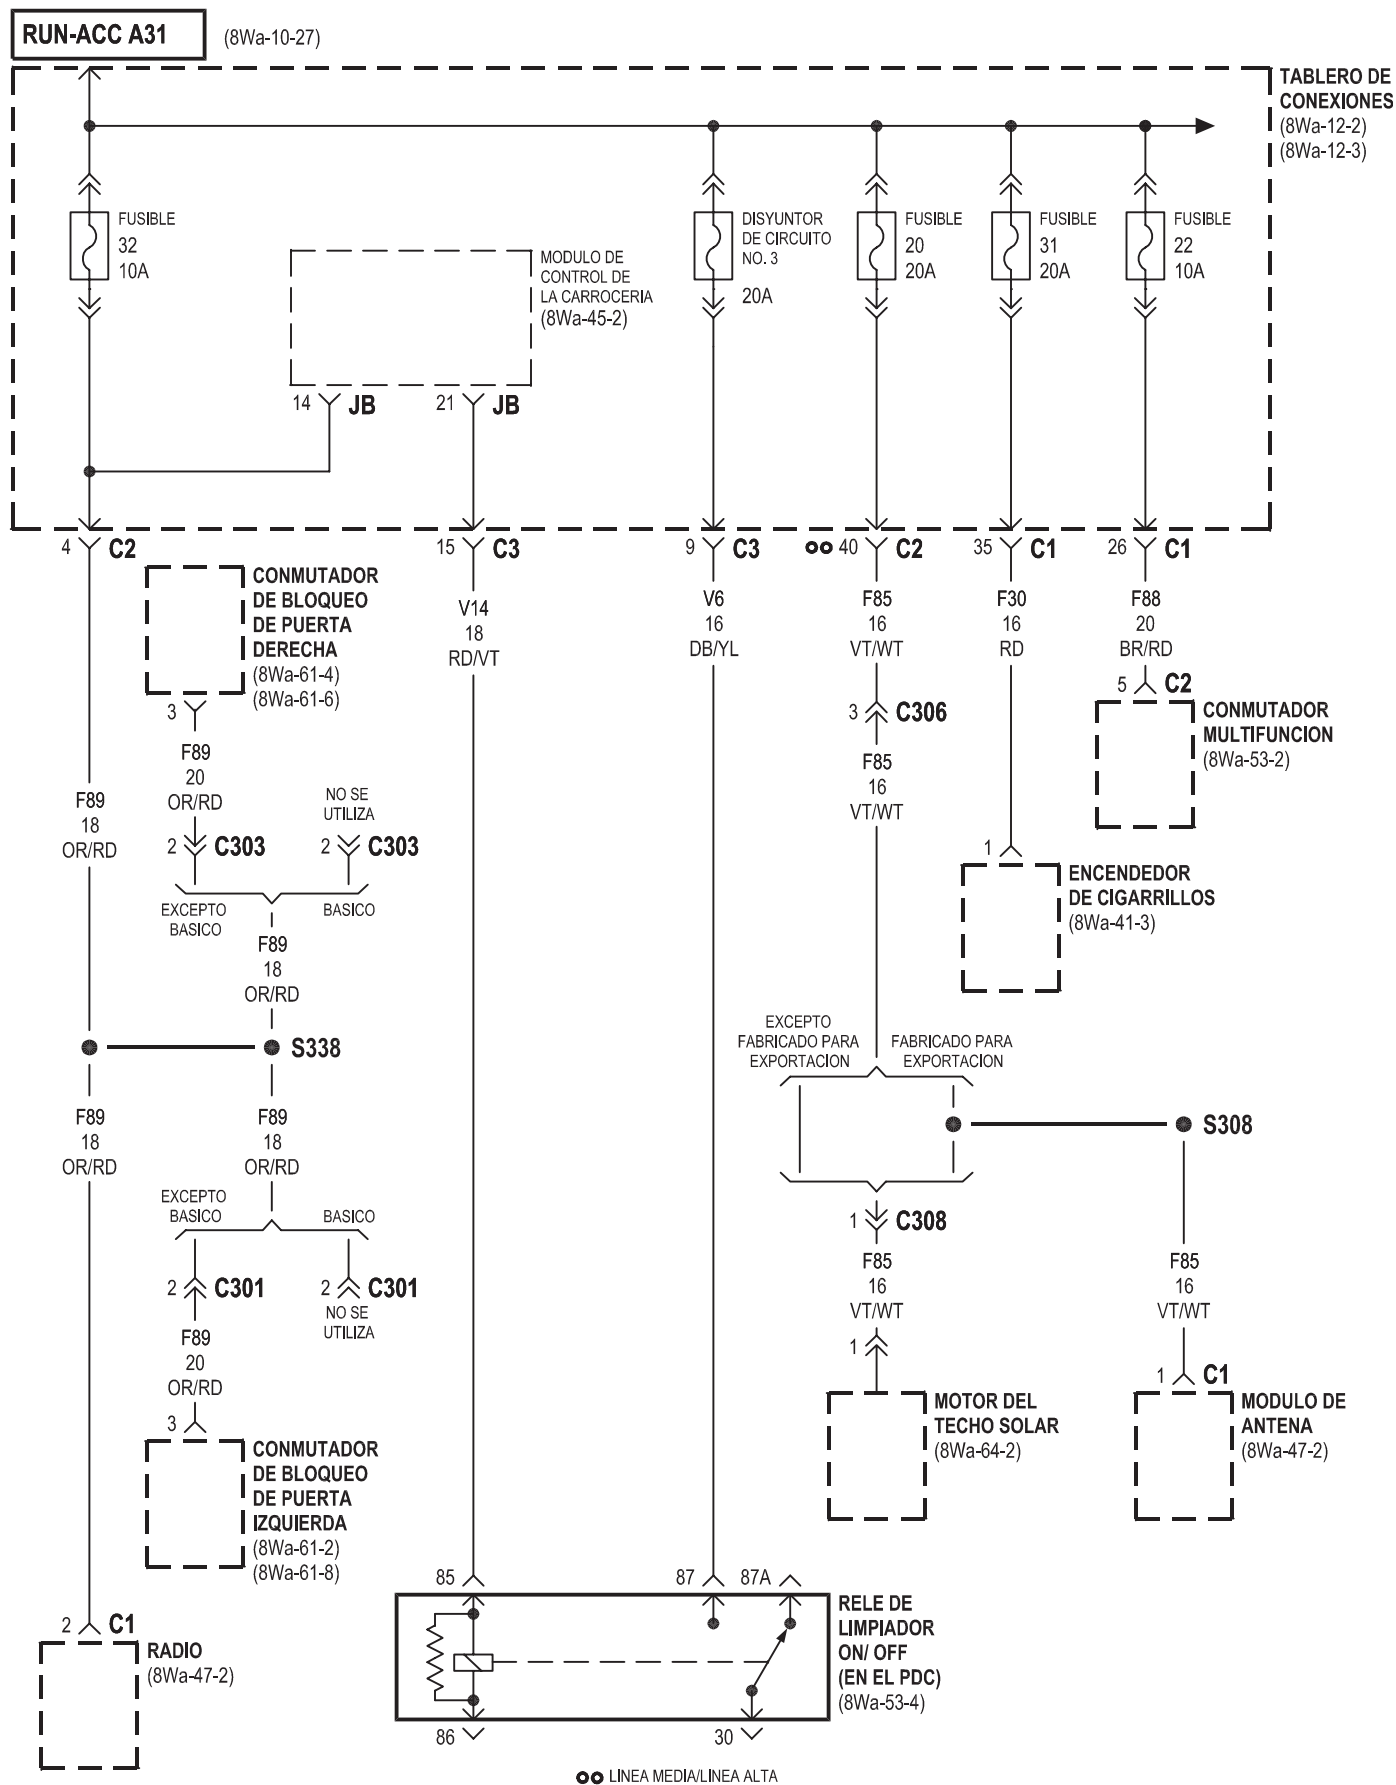 RUN-ACC A31
(8Wa-10-27)
TABLERO DE
CONEXIONES
(8Wa-12-2)
(8Wa-12-3)
FUSIBLE
32
10A
MODULO DE
CONTROL DE
LA CARROCERIA
(8Wa-45-2)
DISYUNTOR
DE CIRCUITO
NO. 3
20A
FUSIBLE
20
20A
FUSIBLE
31
20A
FUSIBLE
22
10A
14 JB
21 JB
4 C2
15 C3
9 C3
40 C2
35 C1
26 C1
CONMUTADOR
DE BLOQUEO
DE PUERTA
DERECHA
(8Wa-61-4)
(8Wa-61-6)
3
F89
20
OR/RD
2 C303
NO SE
UTILIZA
2 C303
EXCEPTO
BASICO
BASICO
F89
18
OR/RD
F89
18
OR/RD
S338
F89
18
OR/RD
F89
18
OR/RD
EXCEPTO
BASICO
BASICO
2 C301
2 C301
NO SE
UTILIZA
F89
20
OR/RD
3
CONMUTADOR
DE BLOQUEO
DE PUERTA
IZQUIERDA
(8Wa-61-2)
(8Wa-61-8)
2 C1
RADIO
(8Wa-47-2)
V14
18
RD/VT
V6
16
DB/YL
F85
16
VT/WT
3 C306
F85
16
VT/WT
F30
16
RD
F88
20
BR/RD
5 C2
CONMUTADOR
MULTIFUNCION
(8Wa-53-2)
1
ENCENDEDOR
DE CIGARRILLOS
(8Wa-41-3)
EXCEPTO
FABRICADO PARA
EXPORTACION
FABRICADO PARA
EXPORTACION
S308
1 C308
F85
16
VT/WT
1
MOTOR DEL
TECHO SOLAR
(8Wa-64-2)
F85
16
VT/WT
1 C1
MODULO DE
ANTENA
(8Wa-47-2)
85
87
87A
RELE DE
LIMPIADOR
ON/ OFF
(EN EL PDC)
(8Wa-53-4)
86
30
LINEA MEDIA/LINEA ALTA